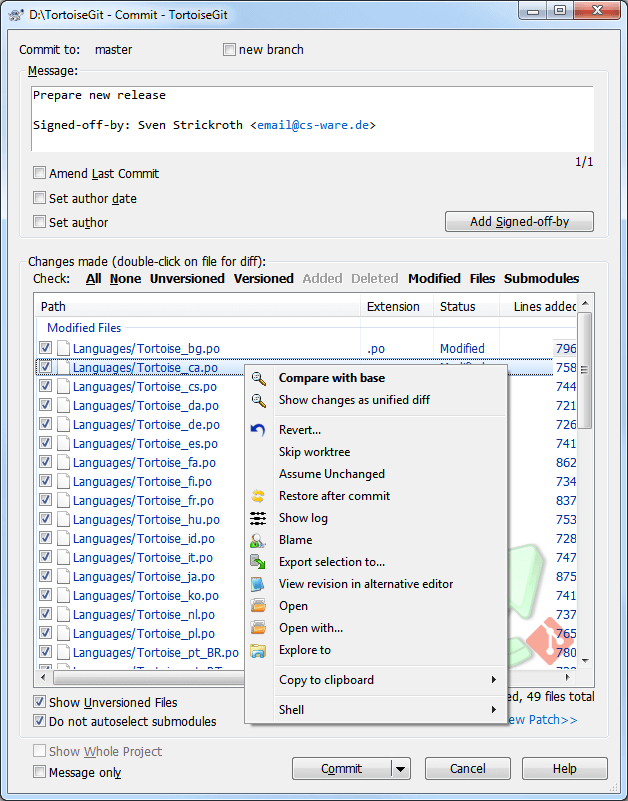 D:\TortoiseGit - Commit - TortoiseGit
Commit to: master new branch
Message:
Prepare new release
Signed-off-by: Sven Strickroth <email@cs-ware.de>
1/1
Amend Last Commit
Set author date
Set author
Add Signed-off-by
Changes made (double-click on file for diff):
Check: All None Unversioned Versioned Added Deleted Modified Files Submodules
Path Extension Status Lines added
Modified Files
Languages/Tortoise_bg.po .po Modified 796
Languages/Tortoise_ca.po 758
Languages/Tortoise_cs.po 744
Languages/Tortoise_da.po 721
Languages/Tortoise_de.po 726
Languages/Tortoise_es.po 741
Languages/Tortoise_fa.po 862
Languages/Tortoise_fi.po 734
Languages/Tortoise_fr.po 837
Languages/Tortoise_hu.po 753
Languages/Tortoise_id.po 728
Languages/Tortoise_it.po 747
Languages/Tortoise_ja.po 875
Languages/Tortoise_ko.po 741
Languages/Tortoise_nl.po 737
Languages/Tortoise_pl.po 765
Languages/Tortoise_pt_BR.po 780
Compare with base
Show changes as unified diff
Revert...
Skip worktree
Assume Unchanged
Restore after commit
Show log
Blame
Export selection to...
View revision in alternative editor
Open
Open with...
Explore to
Copy to clipboard
Shell
Show Unversioned Files
Do not autoselect submodules
ed, 49 files total
Patch>>
Show Whole Project
Message only
Commit
Cancel
Help